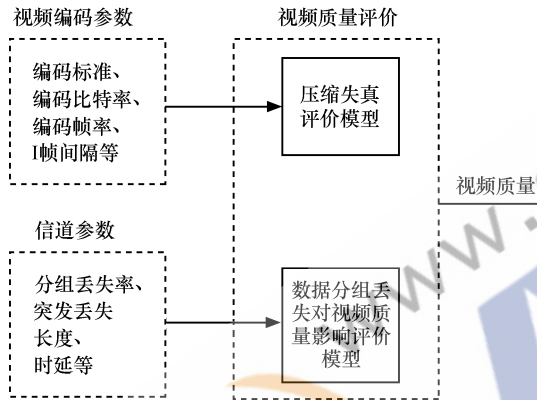 视频编码参数
视频质量评价
编码标准、
编码比特率、
编码帧率、
I帧间隔等
压缩失真
评价模型
视频质量
信道参数
分组丢失率、
突发丢失
长度、
时延等
数据分组丢
失对视频质
量影响评价
模型
www.